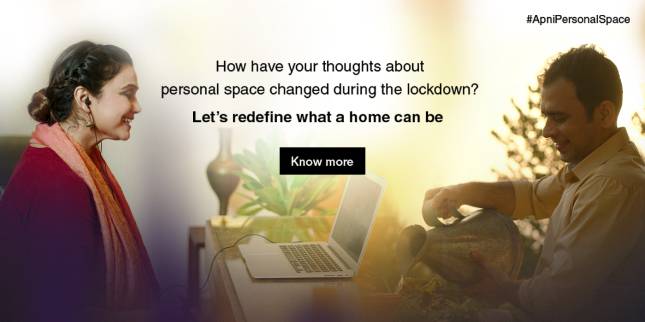 #ApniPersonalSpace
How have your thoughts about
personal space changed during the lockdown?
Let's redefine what a home can be
Know more